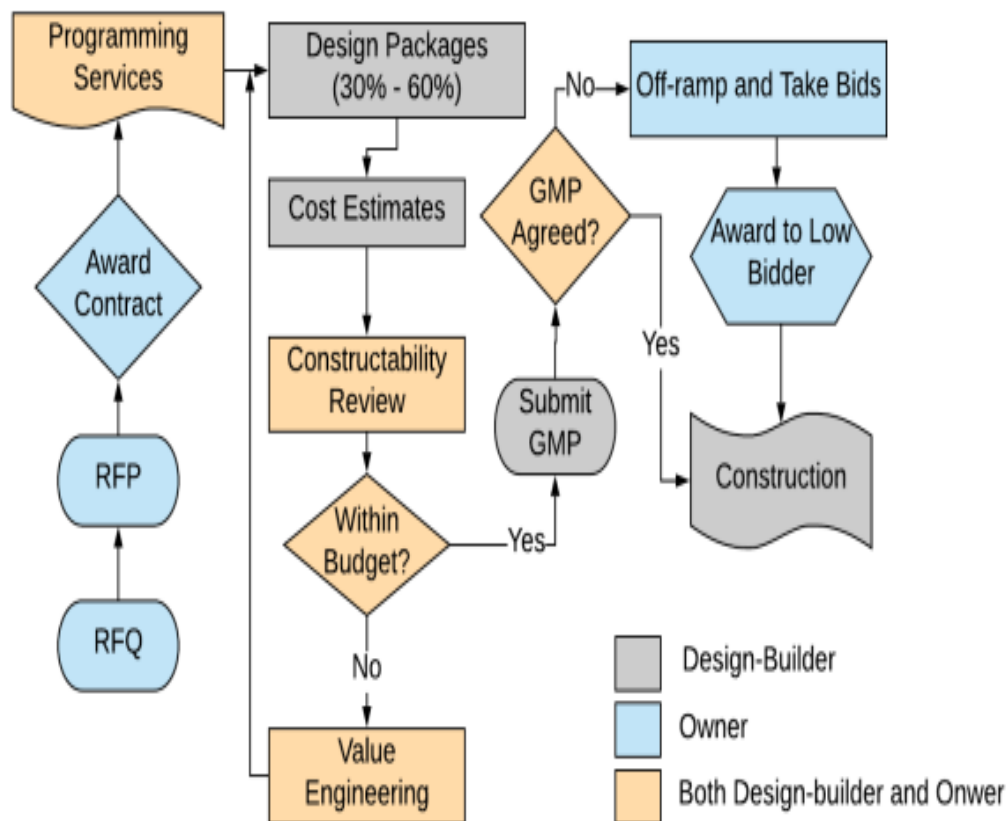 Programming
Services
Design Packages
(30% - 60%)
No
Off-ramp and Take Bids
Cost Estimates
GMP
Agreed?
Award to Low
Bidder
Award
Contract
Constructability
Review
Yes
Submit
GMP
Construction
RFP
Within
Budget?
Yes
RFQ
No
Value
Engineering
Design-Builder
Owner
Both Design-builder and Onwer